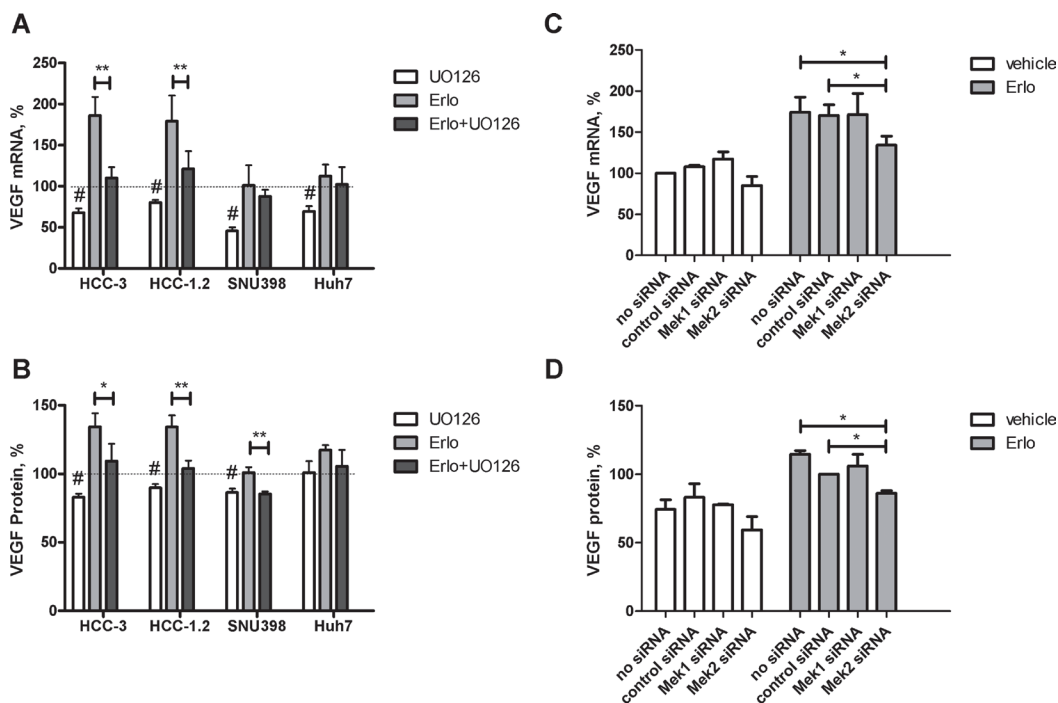 A
VEGF mRNA, %
250
200
150
100
50
0
#
**
#
**
#
#
HCC-3
HCC-1.2
SNU398
Huh7
UO126
Erlo
Erlo+UO126
C
VEGF mRNA, %
250
200
150
100
50
0
*
*
no siRNA
control siRNA
Mek1 siRNA
Mek2 siRNA
no siRNA
control siRNA
Mek1 siRNA
Mek2 siRNA
vehicle
Erlo
B
VEGF Protein, %
150
100
50
0
#
*
#
**
#
**
HCC-3
HCC-1.2
SNU398
Huh7
UO126
Erlo
Erlo+UO126
D
VEGF protein, %
150
100
50
0
*
*
no siRNA
control siRNA
Mek1 siRNA
Mek2 siRNA
no siRNA
control siRNA
Mek1 siRNA
Mek2 siRNA
vehicle
Erlo